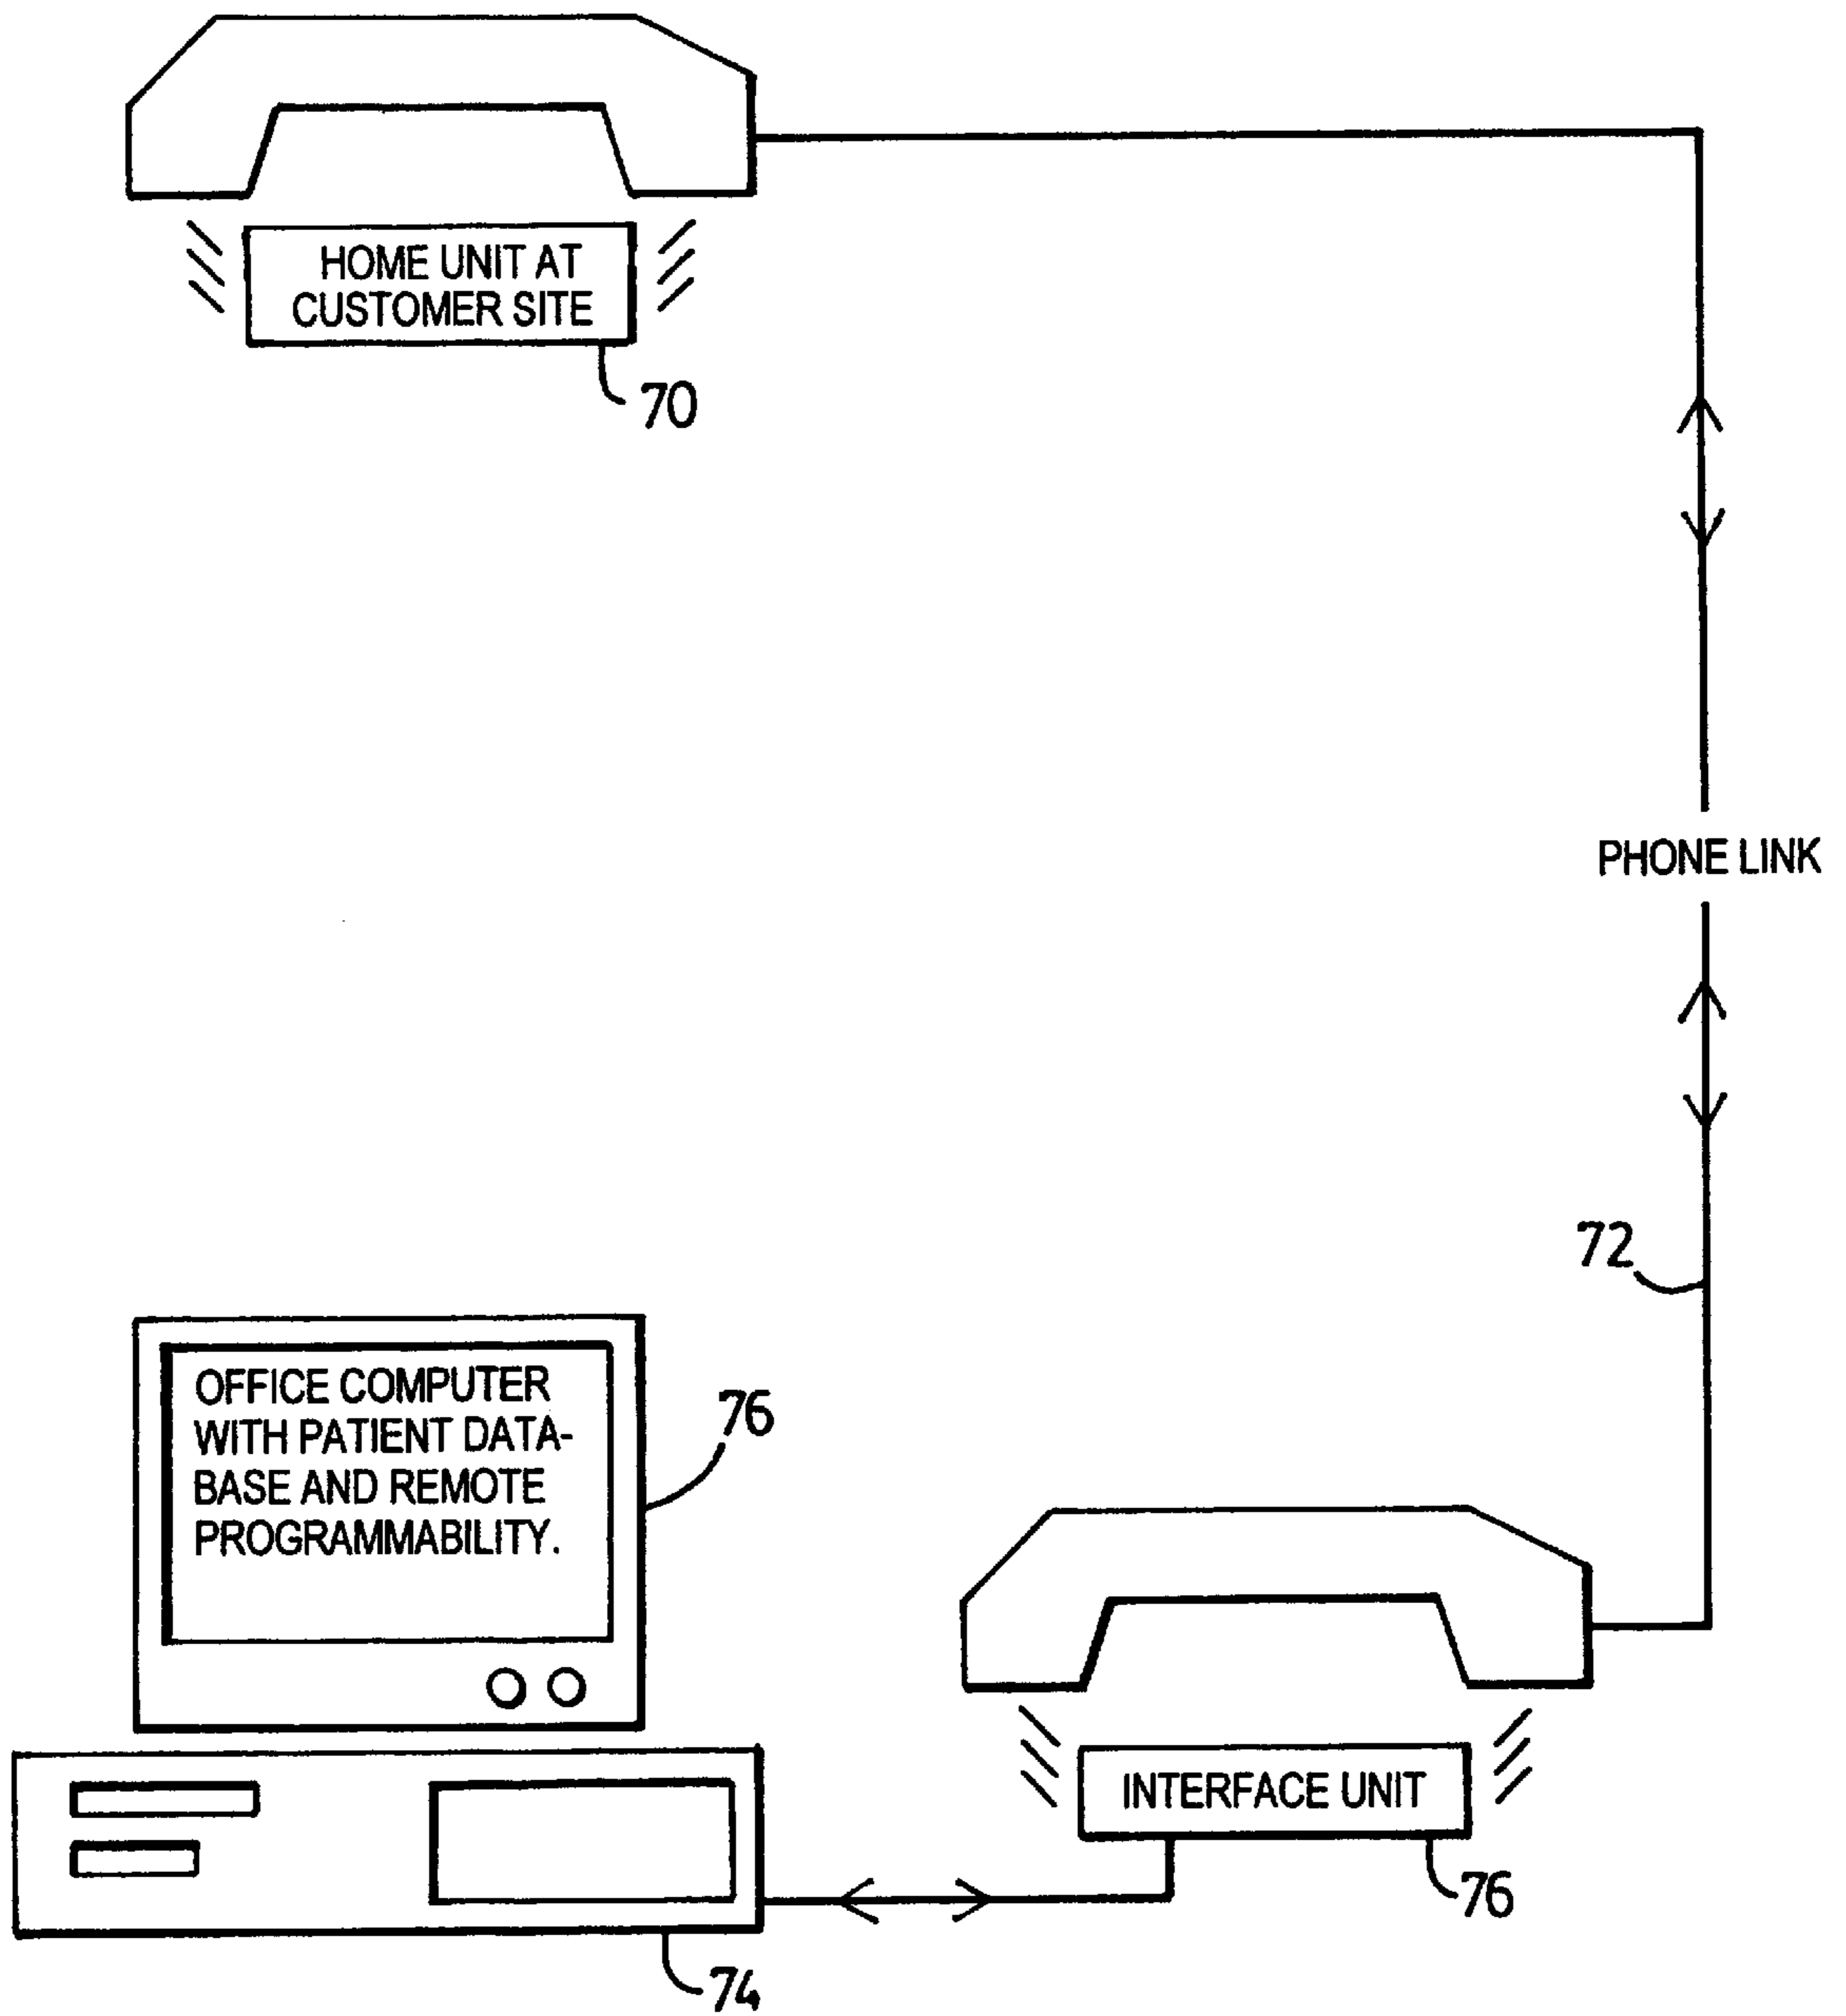 HOME UNIT AT
CUSTOMER SITE
70
PHONE LINK
72
OFFICE COMPUTER
WITH PATIENT DATA-
BASE AND REMOTE
PROGRAMMABILITY.
76
INTERFACE UNIT
76
74